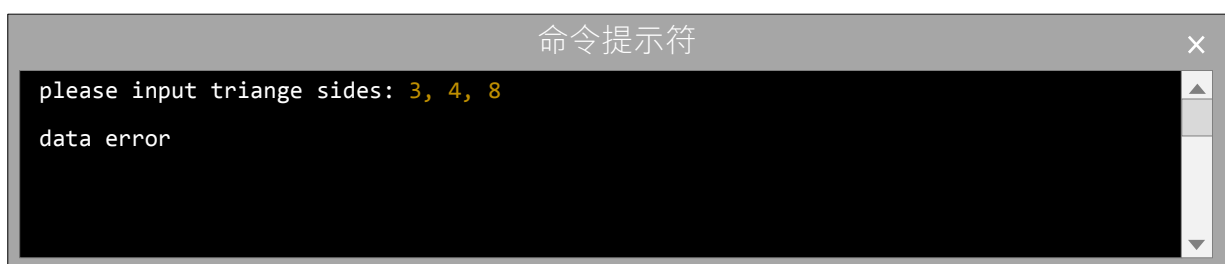 命令提示符
please input triange sides: 3, 4, 8
data error